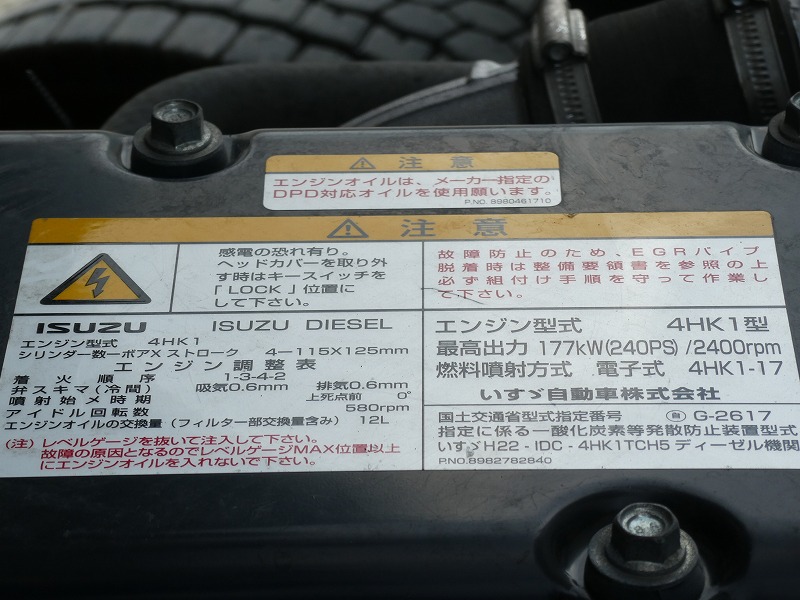 注意
エンジンオイルは、メーカー指定の
DPD対応オイルを使用願います。
P.NO. 8980461710
注意
感電の恐れ有り。
ヘッドカバーを取り外
す時はキースイッチを
「LOCK」位置に
して下さい。
故障防止のため、EGRパイプ
脱着時は整備要領書を参照の上
必ず組付け手順を守って作業し
て下さい。
ISUZU ISUZU DIESEL
エンジン型式 4HK1
シリンダー数ーボアXストローク 4－115X125mm
エンジン調整表
着火順序 1-3-4-2
弁スキマ(冷間) 吸気0.6mm 排気0.6mm
噴射始メ時期 上死点前 0°
アイドル回転数 580rpm
エンジンオイルの交換量(フィルター部交換量含み) 12L
(注) レベルゲージを抜いて注入して下さい。
故障の原因となるのでレベルゲージMAX位置以上
にエンジンオイルを入れないで下さい。
エンジン型式 4HK1型
最高出力 177kW(240PS)/2400rpm
燃料噴射方式 電子式 4HK1-17
いすゞ自動車株式会社
国土交通省型式指定番号 自 G-2617
指定に係る一酸化炭素等発散防止装置型式
いすゞH22-IDC-4HK1TCH5 ディーゼル機関
P.NO. 8982782840